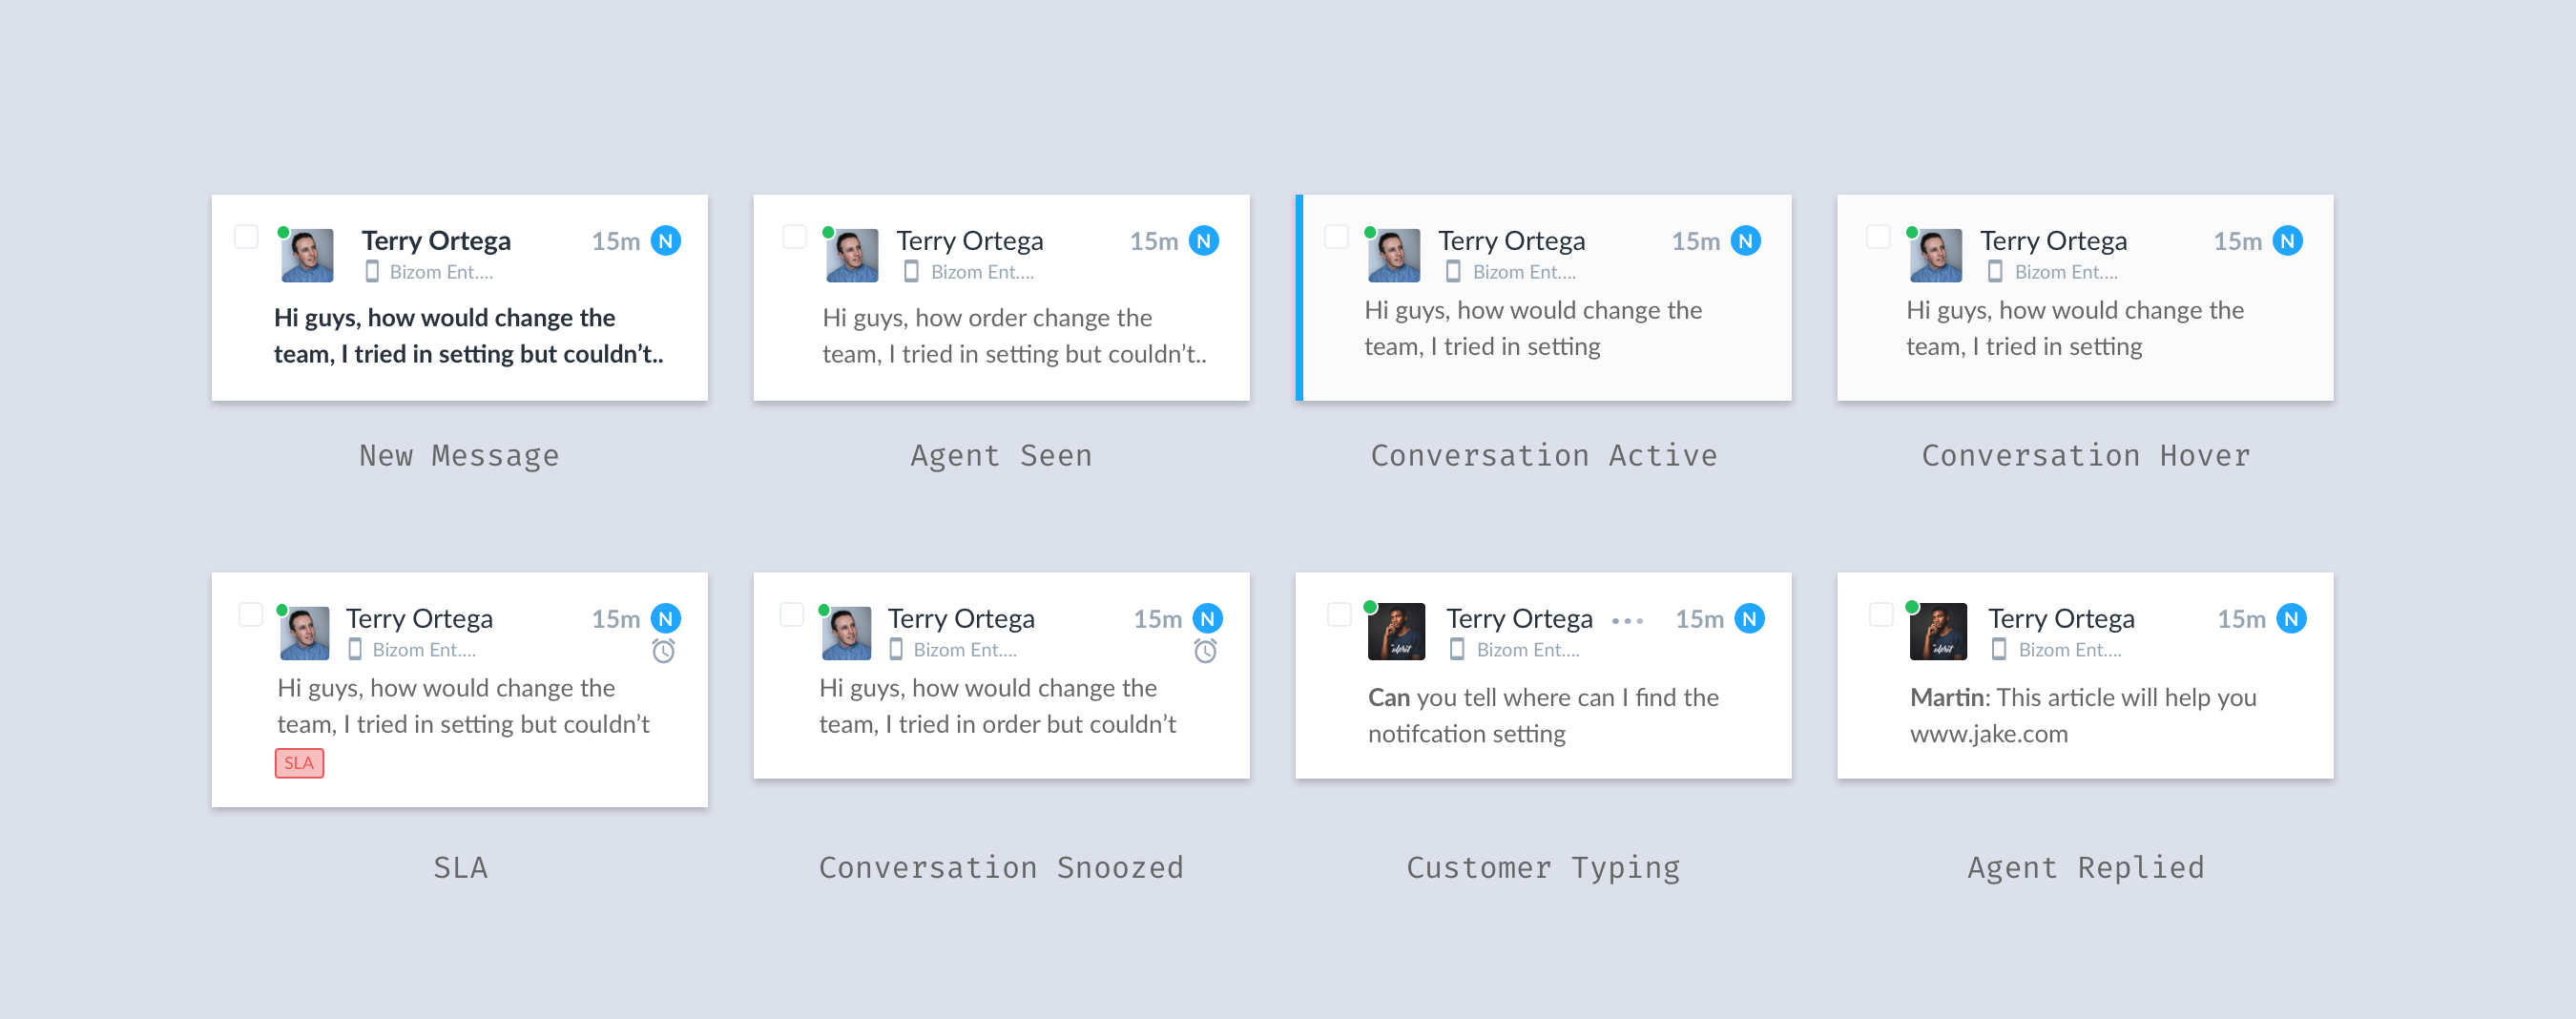 Terry Ortega 15m N
Bizom Ent....
Hi guys, how would change the
team, I tried in setting but couldn’t..
New Message
Terry Ortega 15m N
Bizom Ent....
Hi guys, how order change the
team, I tried in setting but couldn’t..
Agent Seen
Terry Ortega 15m N
Bizom Ent....
Hi guys, how would change the
team, I tried in setting
Conversation Active
Terry Ortega 15m N
Bizom Ent....
Hi guys, how would change the
team, I tried in setting
Conversation Hover
Terry Ortega 15m N
Bizom Ent....
Hi guys, how would change the
team, I tried in setting but couldn’t
SLA
SLA
Terry Ortega 15m N
Bizom Ent....
Hi guys, how would change the
team, I tried in order but couldn’t
Conversation Snoozed
Terry Ortega ••• 15m N
Bizom Ent....
Can you tell where can I find the
notifcation setting
Customer Typing
Terry Ortega 15m N
Bizom Ent....
Martin: This article will help you
www.jake.com
Agent Replied